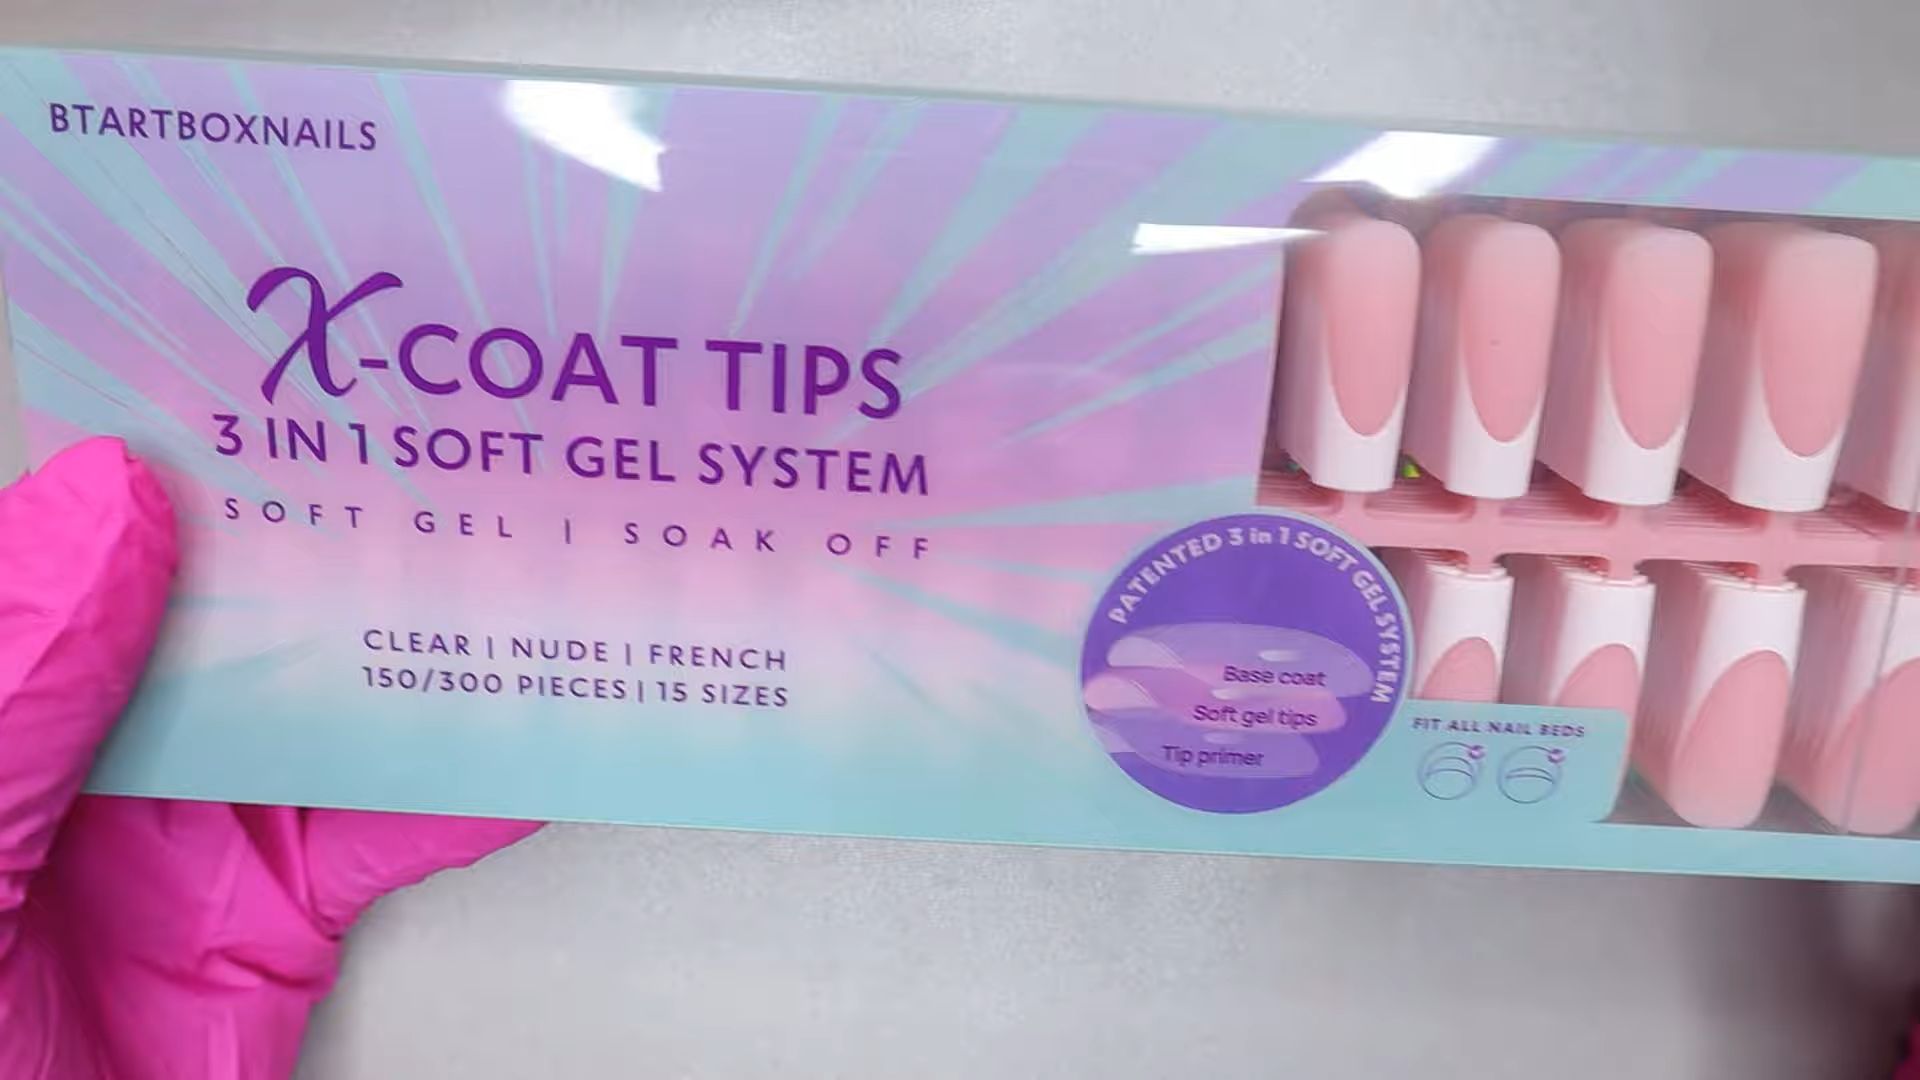 BTARTBOXNAILS
X-COAT TIPS
3 IN 1 SOFT GEL SYSTEM
SOFT GEL | SOAK OFF
CLEAR | NUDE | FRENCH
150/300 PIECES | 15 SIZES
PATENTED 3 in 1 SOFT GEL SYSTEM
Base coat
Soft gel tips
Tip primer
FIT ALL NAIL BEDS